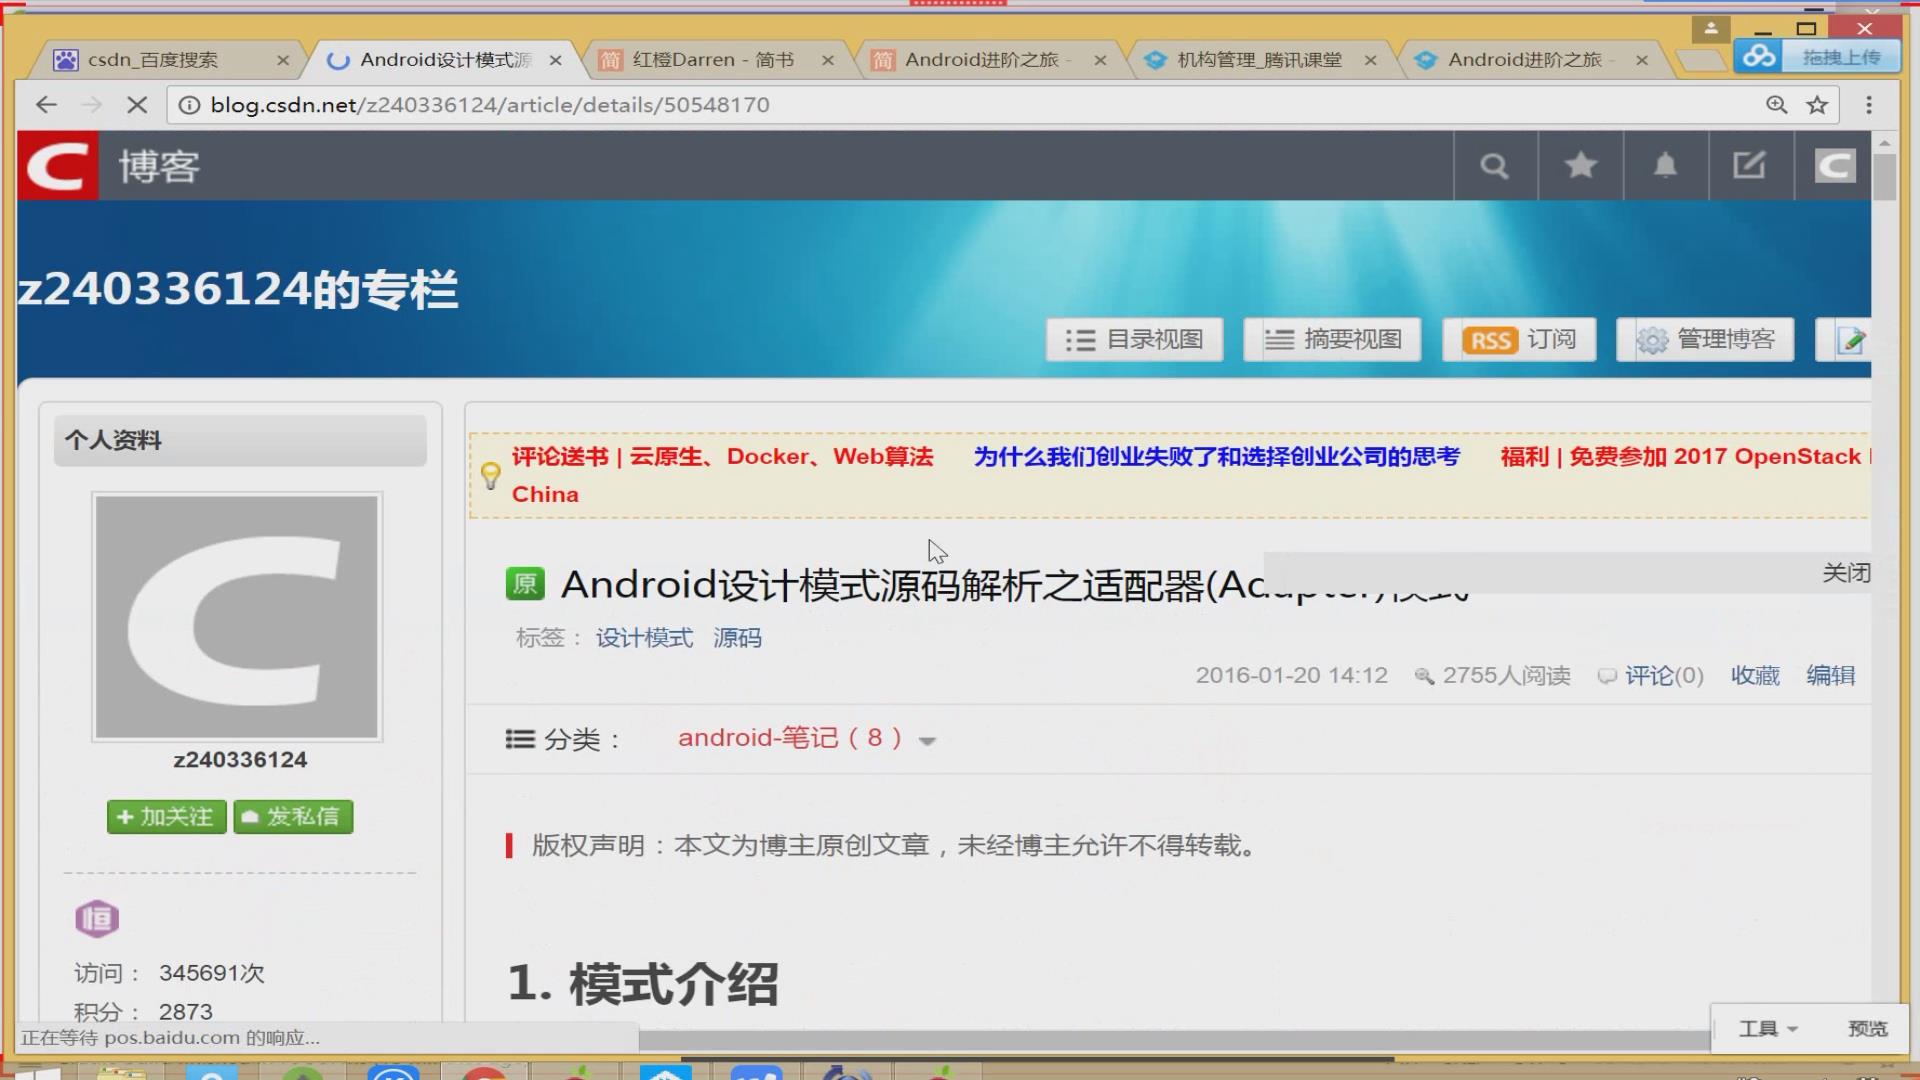 csdn_百度搜索
Android设计模式源
红橙Darren - 简书
Android进阶之旅 -
机构管理_腾讯课堂
Android进阶之旅 -
拖拽上传
blog.csdn.net/z240336124/article/details/50548170
C 博客
z240336124的专栏
目录视图
摘要视图
RSS 订阅
管理博客
个人资料
评论送书 | 云原生、Docker、Web算法 为什么我们创业失败了和选择创业公司的思考 福利 | 免费参加 2017 OpenStack
China
关闭
原 Android设计模式源码解析之适配器(Adapter)模式
标签： 设计模式 源码
2016-01-20 14:12 2755人阅读 评论(0) 收藏 编辑
分类： android-笔记（8）
z240336124
+ 加关注 发私信
版权声明：本文为博主原创文章，未经博主允许不得转载。
恒
访问： 345691次
积分： 2873
1. 模式介绍
正在等待 pos.baidu.com 的响应...
工具 预览